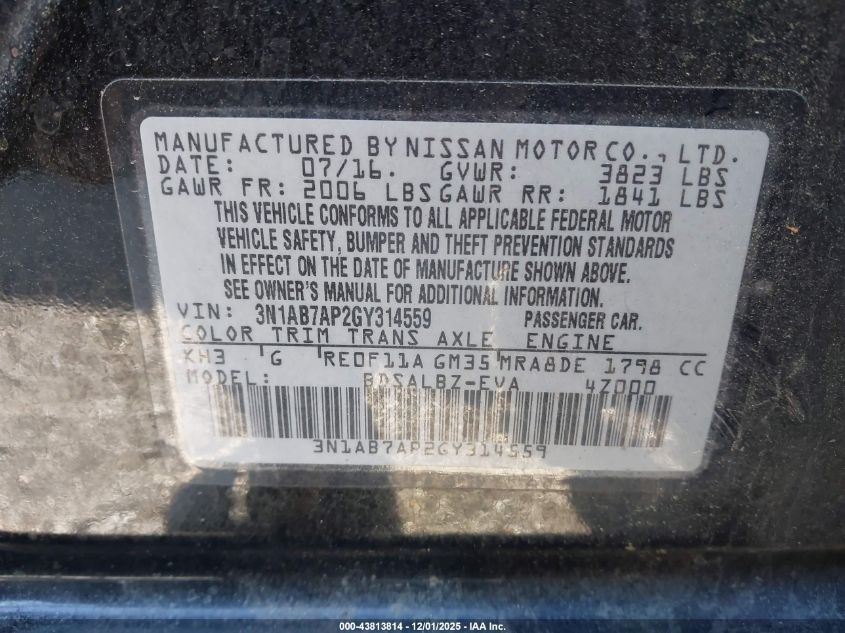 MANUFACTURED BY NISSAN MOTOR CO., LTD.
DATE: 07/16. GVWR: 3823 LBS
GAWR FR: 2006 LBS GAWR RR: 1841 LBS
THIS VEHICLE CONFORMS TO ALL APPLICABLE FEDERAL MOTOR
VEHICLE SAFETY, BUMPER AND THEFT PREVENTION STANDARDS
IN EFFECT ON THE DATE OF MANUFACTURE SHOWN ABOVE.
SEE OWNER'S MANUAL FOR ADDITIONAL INFORMATION.
VIN: 3N1AB7AP2GY314559 PASSENGER CAR.
COLOR TRIM TRANS AXLE ENGINE
KH3 G RE0F11A GM35 MRA8DE 1798 CC
MODEL: BDSALBZ-EVA 4Z000
3N1AB7AP2GY314559
000-43813814 - 12/01/2025 - IAA Inc.